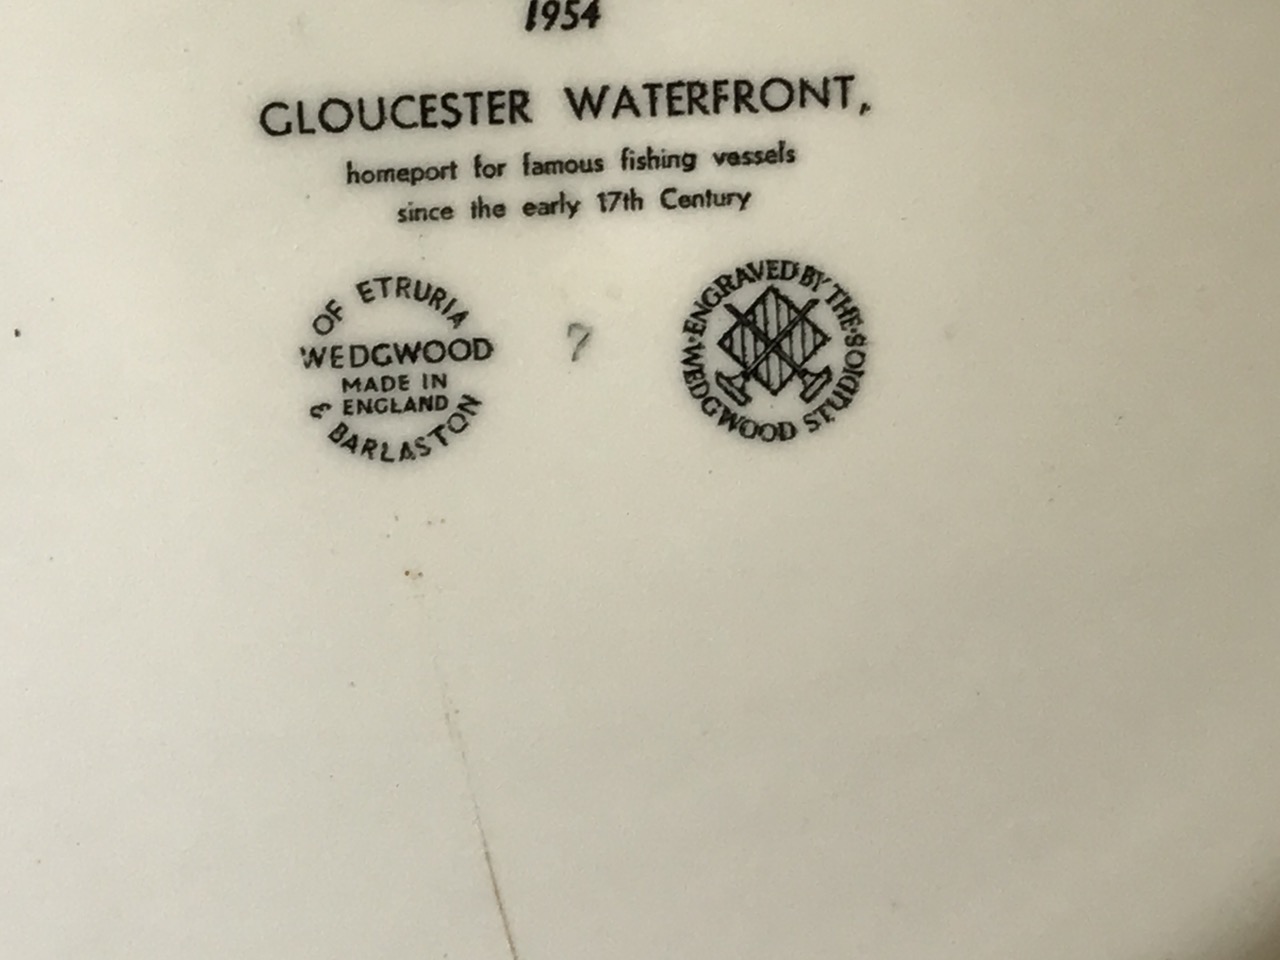 1954
GLOUCESTER WATERFRONT,
homeport for famous fishing vessels
since the early 17th Century
OF ETRURIA
WEDGWOOD
MADE IN
ENGLAND
& BARLASTON
7
ENGRAVED BY THE
WEDGWOOD STUDIOS